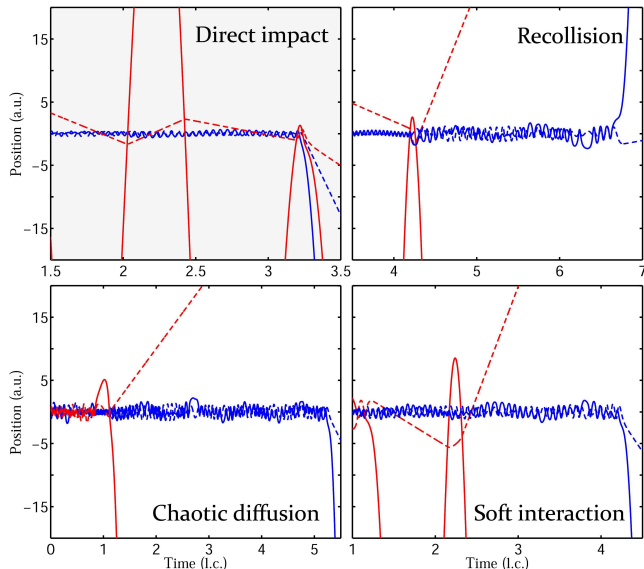 20
Direct impact
Recollision
5
−5
−15
Position (a.u.)
1.5 2 2.5 3 3.5
4 5 6 7
20
5
−5
−15
Position (a.u.)
Chaotic diffusion
Soft interaction
0 1 2 3 4 5
1 2 3 4
Time (l.c.)
Time (l.c.)